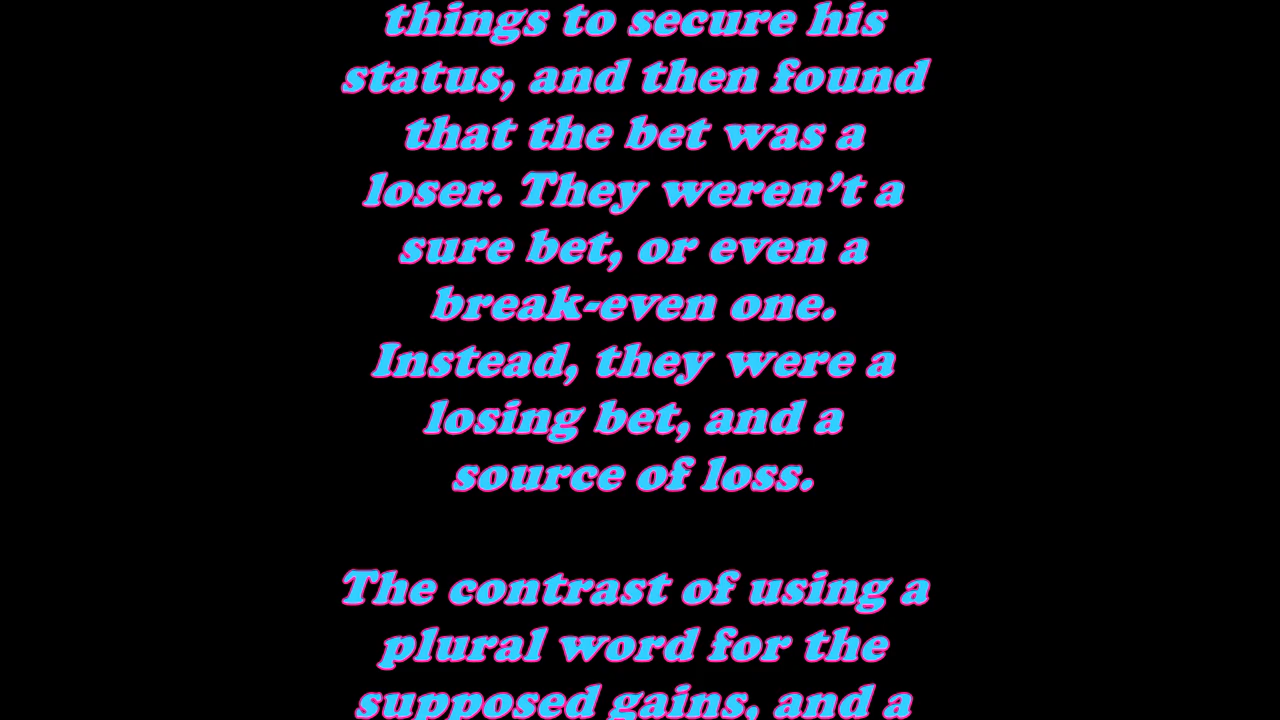 things to secure his
status, and then found
that the bet was a
loser. They weren’t a
sure bet, or even a
break-even one.
Instead, they were a
losing bet, and a
source of loss.
The contrast of using a
plural word for the
supposed gains, and a